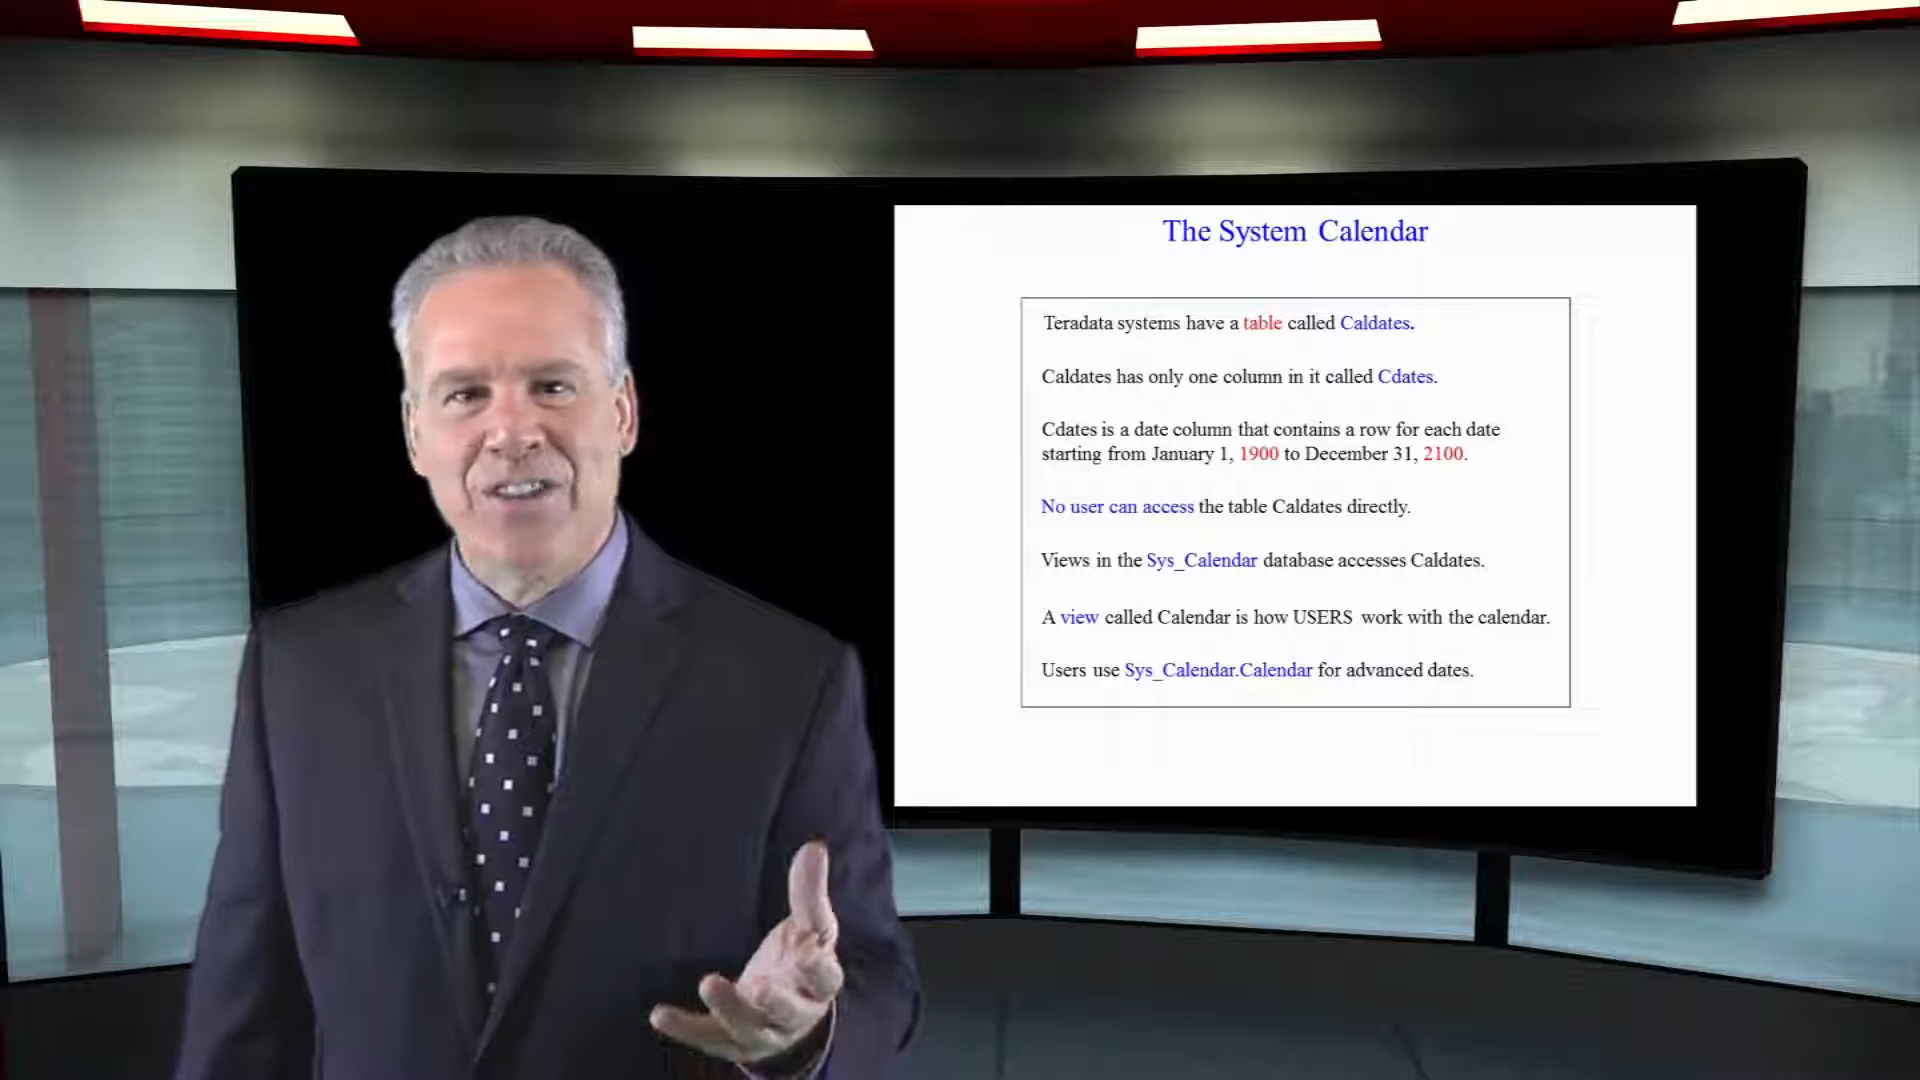 The System Calendar
Teradata systems have a table called Caldates.
Caldates has only one column in it called Cdates.
Cdates is a date column that contains a row for each date
starting from January 1, 1900 to December 31, 2100.
No user can access the table Caldates directly.
Views in the Sys_Calendar database accesses Caldates.
A view called Calendar is how USERS work with the calendar.
Users use Sys_Calendar.Calendar for advanced dates.